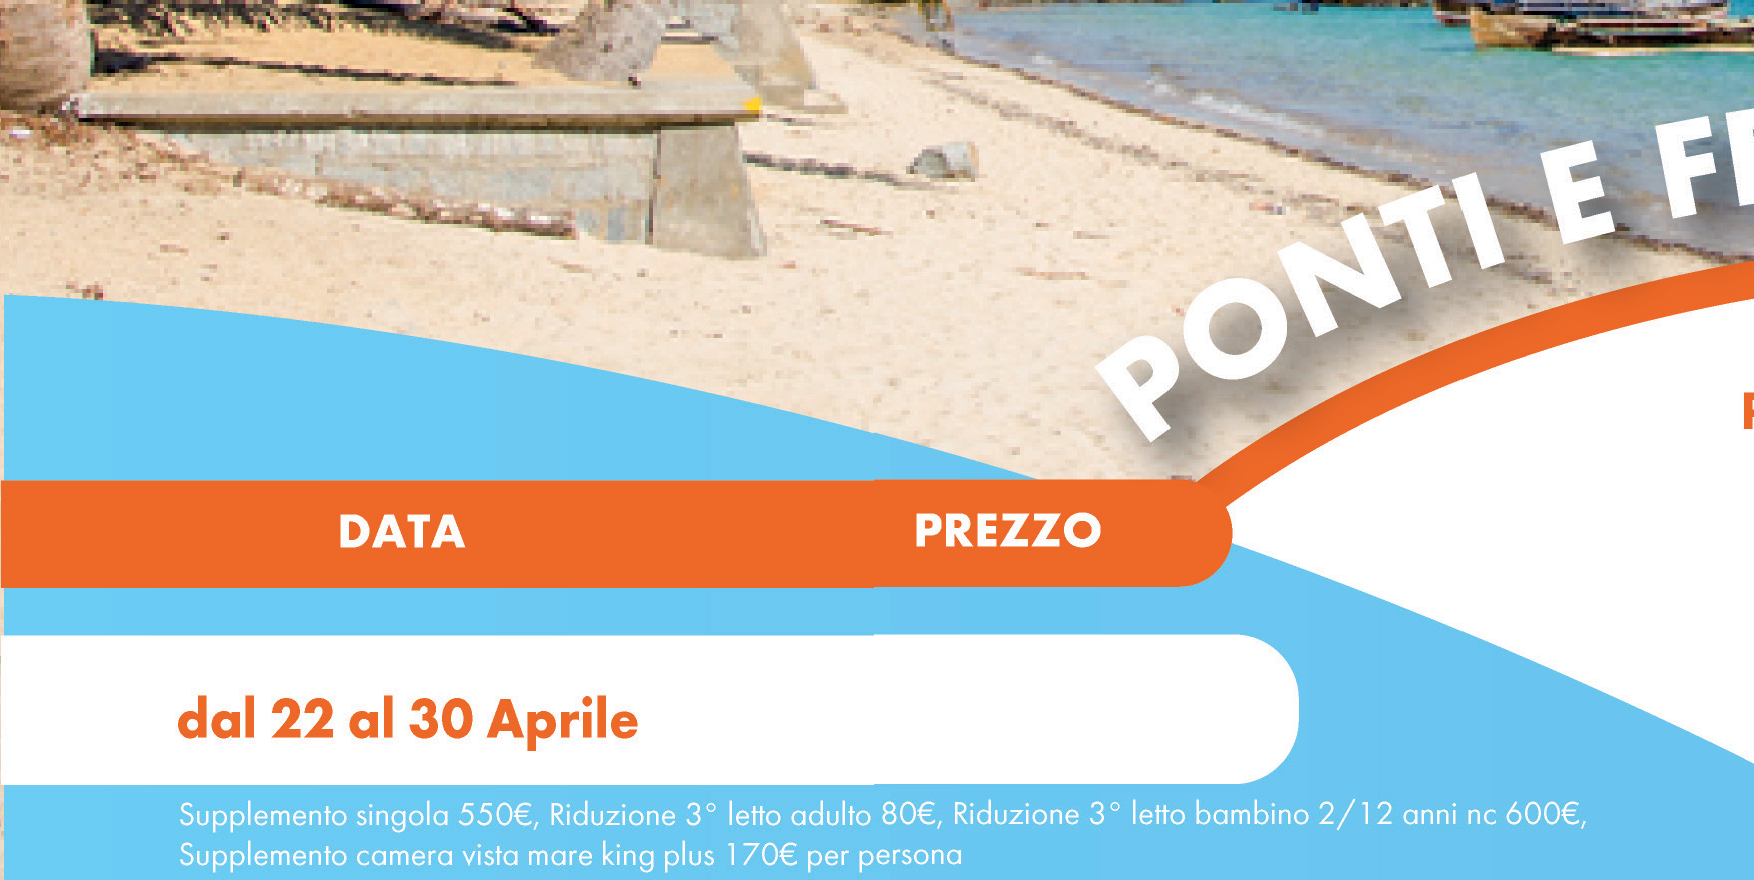 PONTI E
DATA PREZZO
dal 22 al 30 Aprile
Supplemento singola 550€, Riduzione 3° letto adulto 80€, Riduzione 3° letto bambino 2/12 anni nc 600€,
Supplemento camera vista mare king plus 170€ per persona